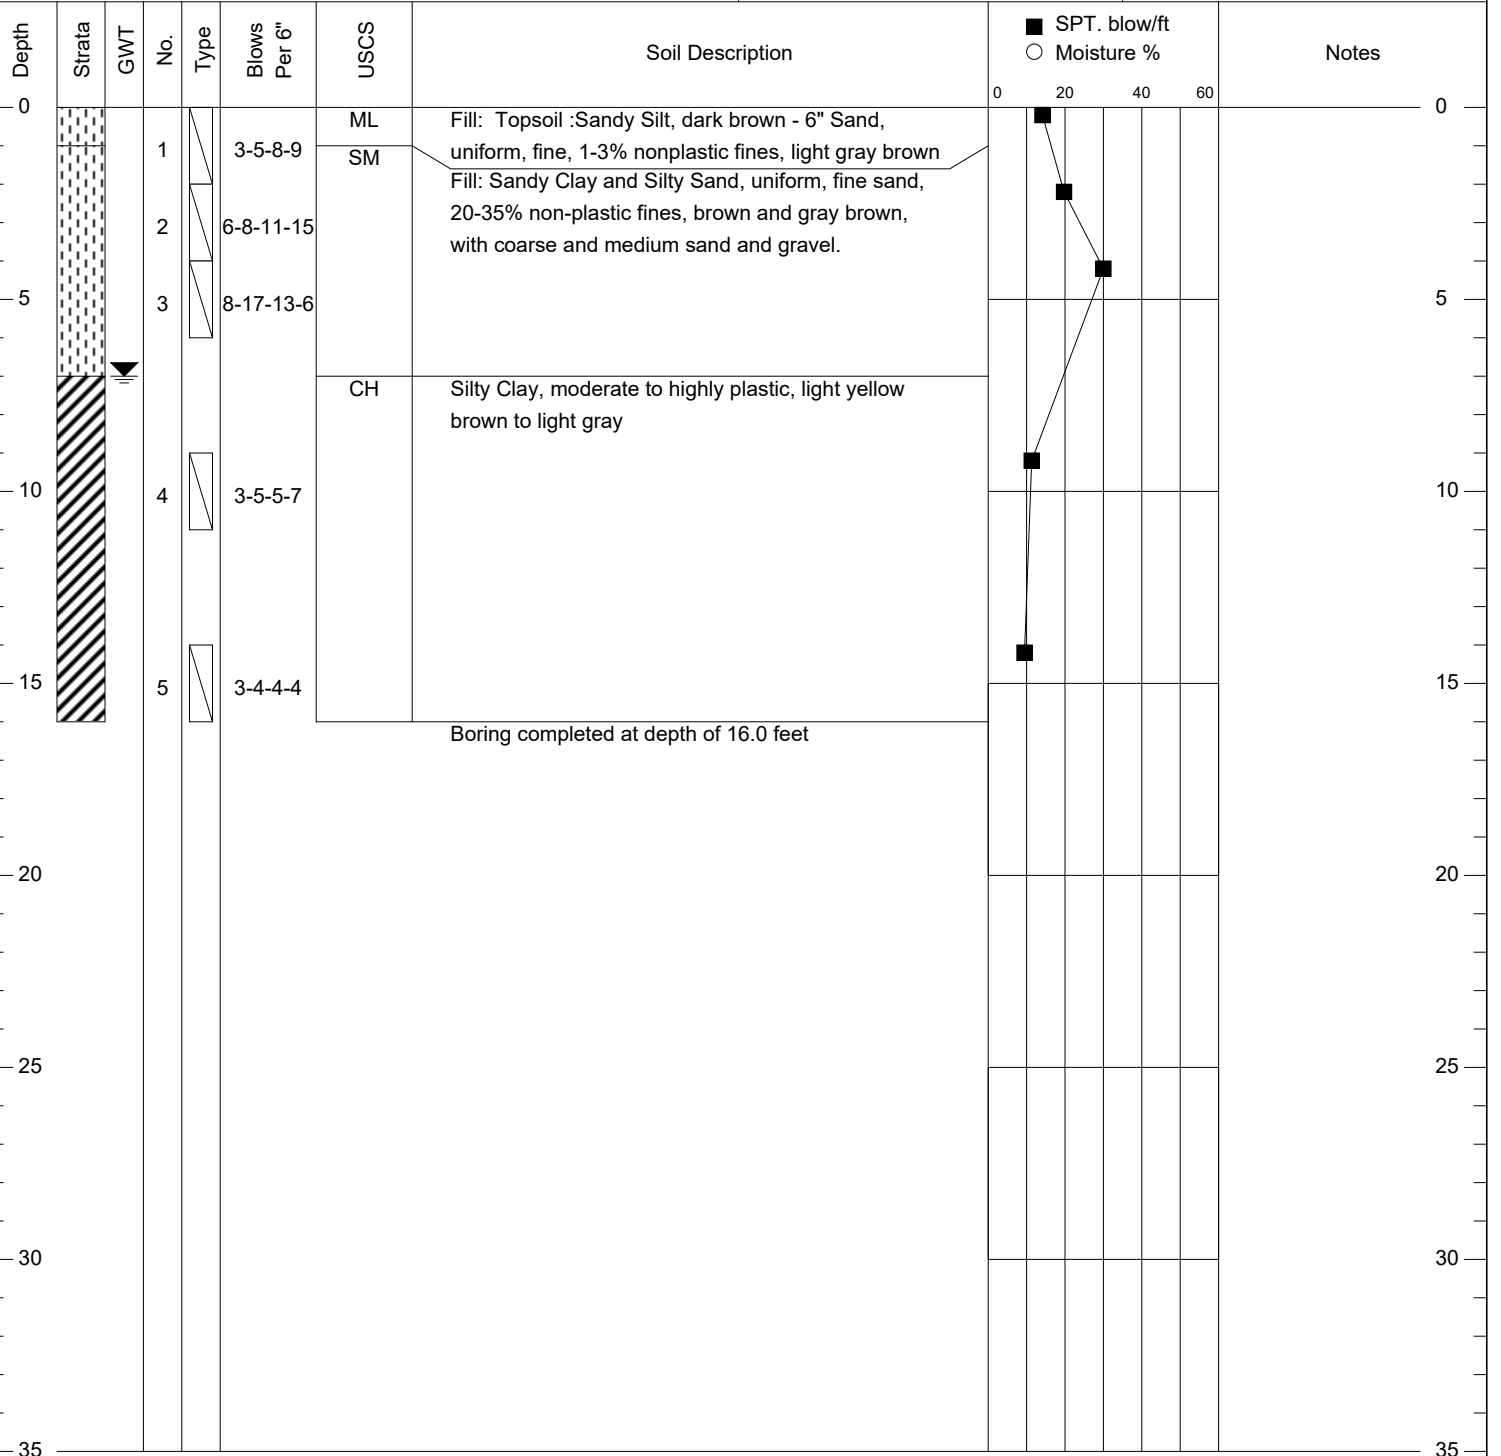 Depth
Strata
GWT
No.
Type
Blows
Per 6"
USCS
Soil Description
SPT. blow/ft
Moisture %
0 20 40 60
Notes
0
5
10
15
20
25
30
35
1
2
3
4
5
3-5-8-9
6-8-11-15
8-17-13-6
3-5-5-7
3-4-4-4
ML
SM
CH
Fill:  Topsoil :Sandy Silt, dark brown - 6" Sand,
uniform, fine, 1-3% nonplastic fines, light gray brown
Fill: Sandy Clay and Silty Sand, uniform, fine sand,
20-35% non-plastic fines, brown and gray brown,
with coarse and medium sand and gravel.
Silty Clay, moderate to highly plastic, light yellow
brown to light gray
Boring completed at depth of 16.0 feet
0
5
10
15
20
25
30
35